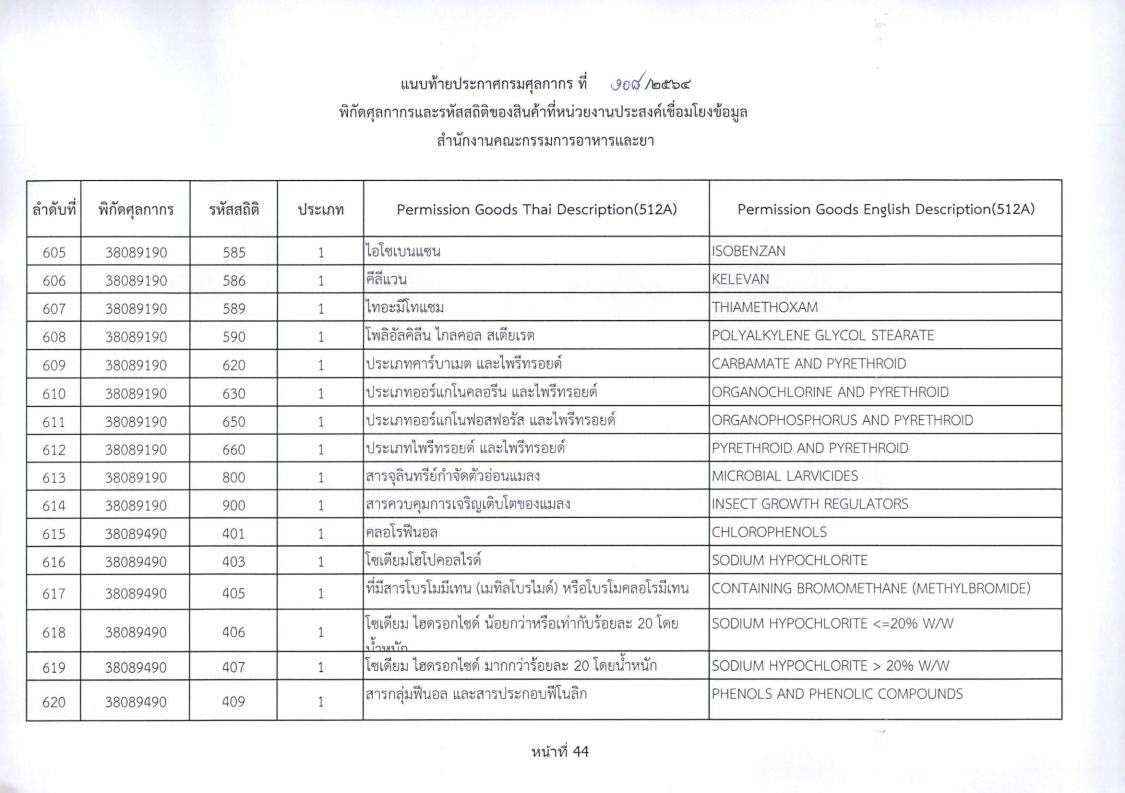 แนบท้ายประกาศกรมศุลกากร ที่ ๑๐๘/๒๕๖๔
พิกัดศุลกากรและรหัสสถิติของสินค้าที่หน่วยงานประสงค์เชื่อมโยงข้อมูล
สำนักงานคณะกรรมการอาหารและยา
ลำดับที่ พิกัดศุลกากร รหัสสถิติ ประเภท Permission Goods Thai Description(512A) Permission Goods English Description(512A)
605 38089190 585 1 ไอโซเบนแซน ISOBENZAN
606 38089190 586 1 คีลีแวน KELEVAN
607 38089190 589 1 ไทอะมีโทแซม THIAMETHOXAM
608 38089190 590 1 โพลิอัลคิลีน ไกลคอล สเตียเรต POLYALKYLENE GLYCOL STEARATE
609 38089190 620 1 ประเภทคาร์บาเมต และไพรีทรอยด์ CARBAMATE AND PYRETHROID
610 38089190 630 1 ประเภทออร์แกโนคลอรีน และไพรีทรอยด์ ORGANOCHLORINE AND PYRETHROID
611 38089190 650 1 ประเภทออร์แกโนฟอสฟอรัส และไพรีทรอยด์ ORGANOPHOSPHORUS AND PYRETHROID
612 38089190 660 1 ประเภทไพรีทรอยด์ และไพรีทรอยด์ PYRETHROID AND PYRETHROID
613 38089190 800 1 สารจุลินทรีย์กำจัดตัวอ่อนแมลง MICROBIAL LARVICIDES
614 38089190 900 1 สารควบคุมการเจริญเติบโตของแมลง INSECT GROWTH REGULATORS
615 38089490 401 1 คลอโรฟีนอล CHLOROPHENOLS
616 38089490 403 1 โซเดียมโฮโปคอลไรด์ SODIUM HYPOCHLORITE
617 38089490 405 1 ที่มีสารโบรโมมีเทน (เมทิลโบรไมด์) หรือโบรโมคลอโรมีเทน CONTAINING BROMOMETHANE (METHYLBROMIDE)
618 38089490 406 1 โซเดียม ไฮดรอกไซด์ น้อยกว่าหรือเท่ากับร้อยละ 20 โดย SODIUM HYPOCHLORITE <=20% W/W
น้ำหนัก
619 38089490 407 1 โซเดียม ไฮดรอกไซด์ มากกว่าร้อยละ 20 โดยน้ำหนัก SODIUM HYPOCHLORITE > 20% W/W
620 38089490 409 1 สารกลุ่มฟีนอล และสารประกอบฟีโนลิก PHENOLS AND PHENOLIC COMPOUNDS
หน้าที่ 44